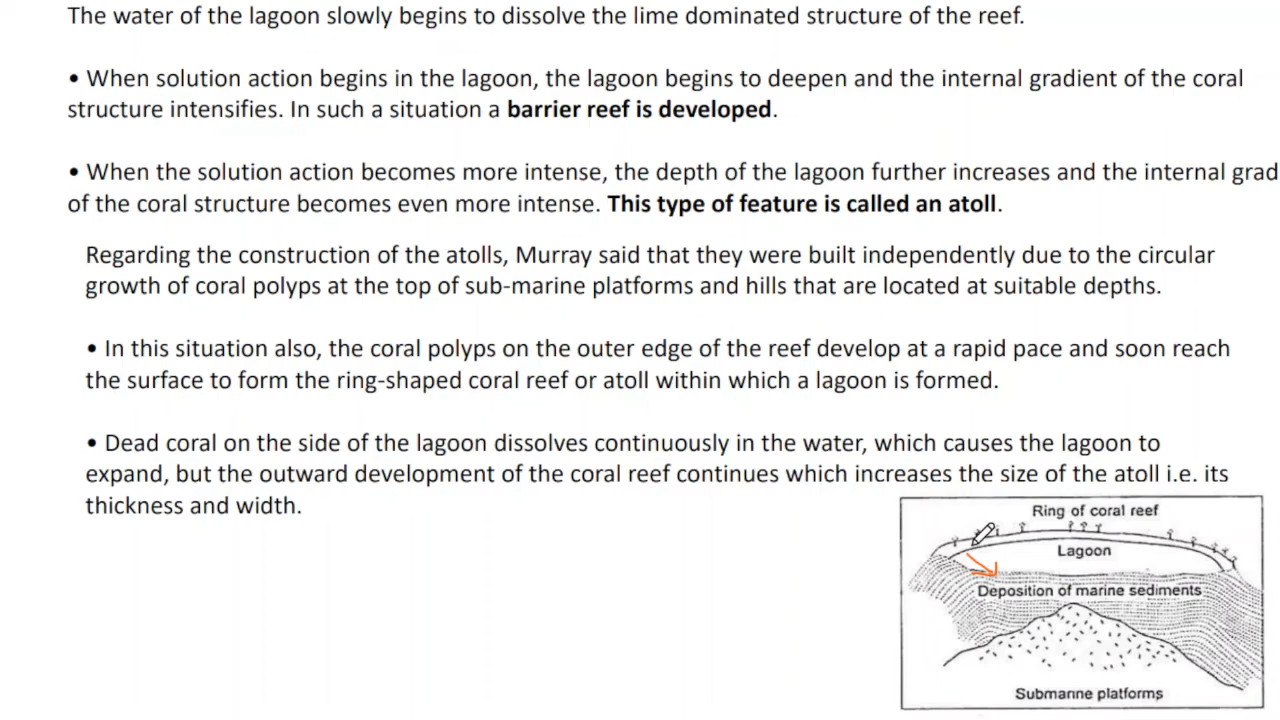 The water of the lagoon slowly begins to dissolve the lime dominated structure of the reef.
• When solution action begins in the lagoon, the lagoon begins to deepen and the internal gradient of the coral
structure intensifies. In such a situation a barrier reef is developed.
• When the solution action becomes more intense, the depth of the lagoon further increases and the internal grad
of the coral structure becomes even more intense. This type of feature is called an atoll.
Regarding the construction of the atolls, Murray said that they were built independently due to the circular
growth of coral polyps at the top of sub-marine platforms and hills that are located at suitable depths.
• In this situation also, the coral polyps on the outer edge of the reef develop at a rapid pace and soon reach
the surface to form the ring-shaped coral reef or atoll within which a lagoon is formed.
• Dead coral on the side of the lagoon dissolves continuously in the water, which causes the lagoon to
expand, but the outward development of the coral reef continues which increases the size of the atoll i.e. its
thickness and width.
Ring of coral reef
Lagoon
Deposition of marine sediments
Submarine platforms